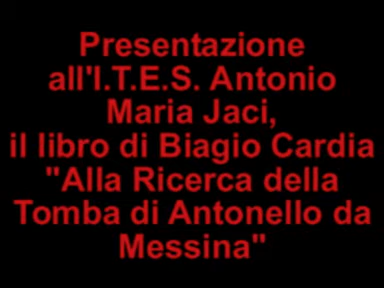 Presentazione
all'I.T.E.S. Antonio
Maria Jaci,
il libro di Biagio Cardia
"Alla Ricerca della
Tomba di Antonello da
Messina"